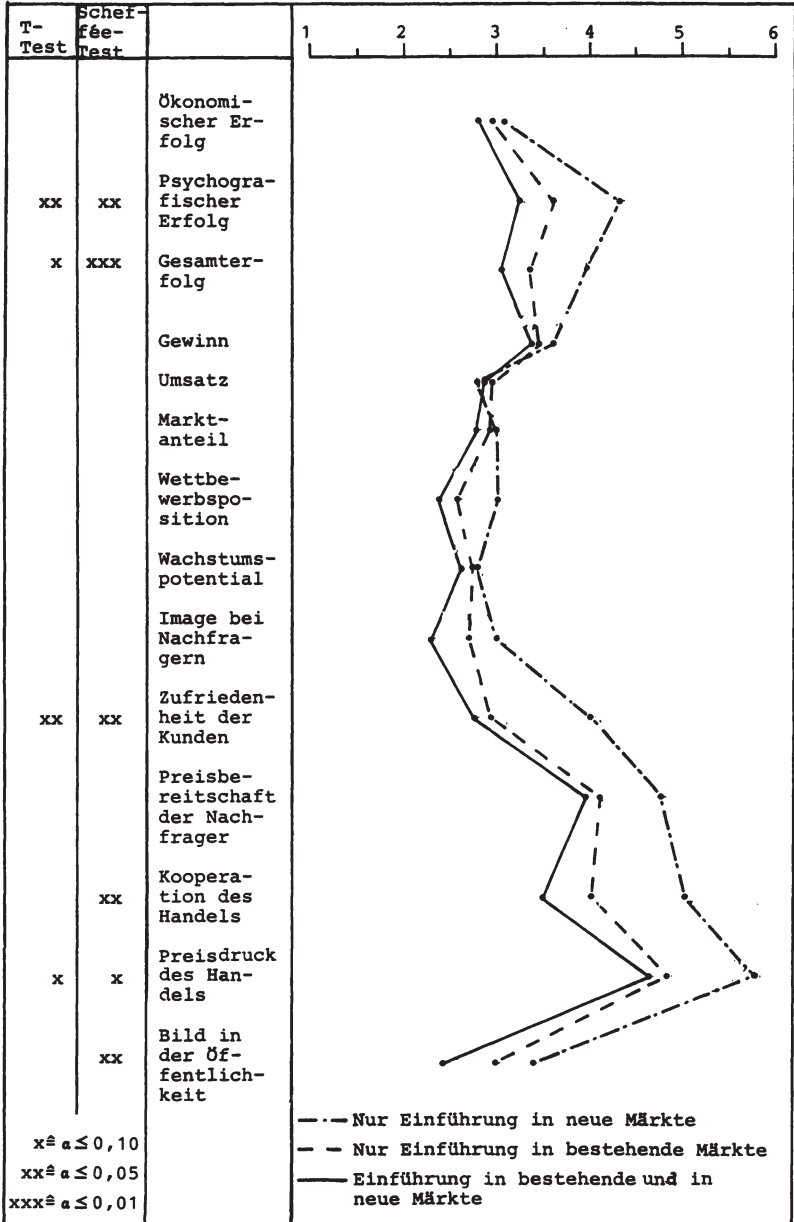 T-
Test
Schef-
fée-
Test
1 2 3 4 5 6
Ökonomi-
scher Er-
folg
Psychogra-
xx xx fischer
Erfolg
x xxx Gesamter-
folg
Gewinn
Umsatz
Markt-
anteil
Wettbe-
werbspo-
sition
Wachstums-
potential
Image bei
Nachfra-
gern
Zufrieden-
xx xx heit der
Kunden
Preisbe-
reitschaft
der Nach-
frager
Koopera-
xx tion des
Handels
Preisdruck
x x des Han-
dels
Bild in
xx der Öf-
fentlich-
keit
x≙α≤0,10
xx≙α≤0,05
xxx≙α≤0,01
Nur Einführung in neue Märkte
Nur Einführung in bestehende Märkte
Einführung in bestehende und in
neue Märkte